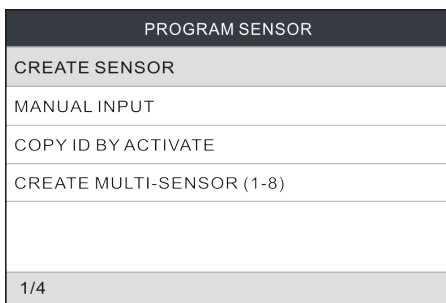 PROGRAM SENSOR
CREATE SENSOR
MANUAL INPUT
COPY ID BY ACTIVATE
CREATE MULTI-SENSOR (1-8)
1/4